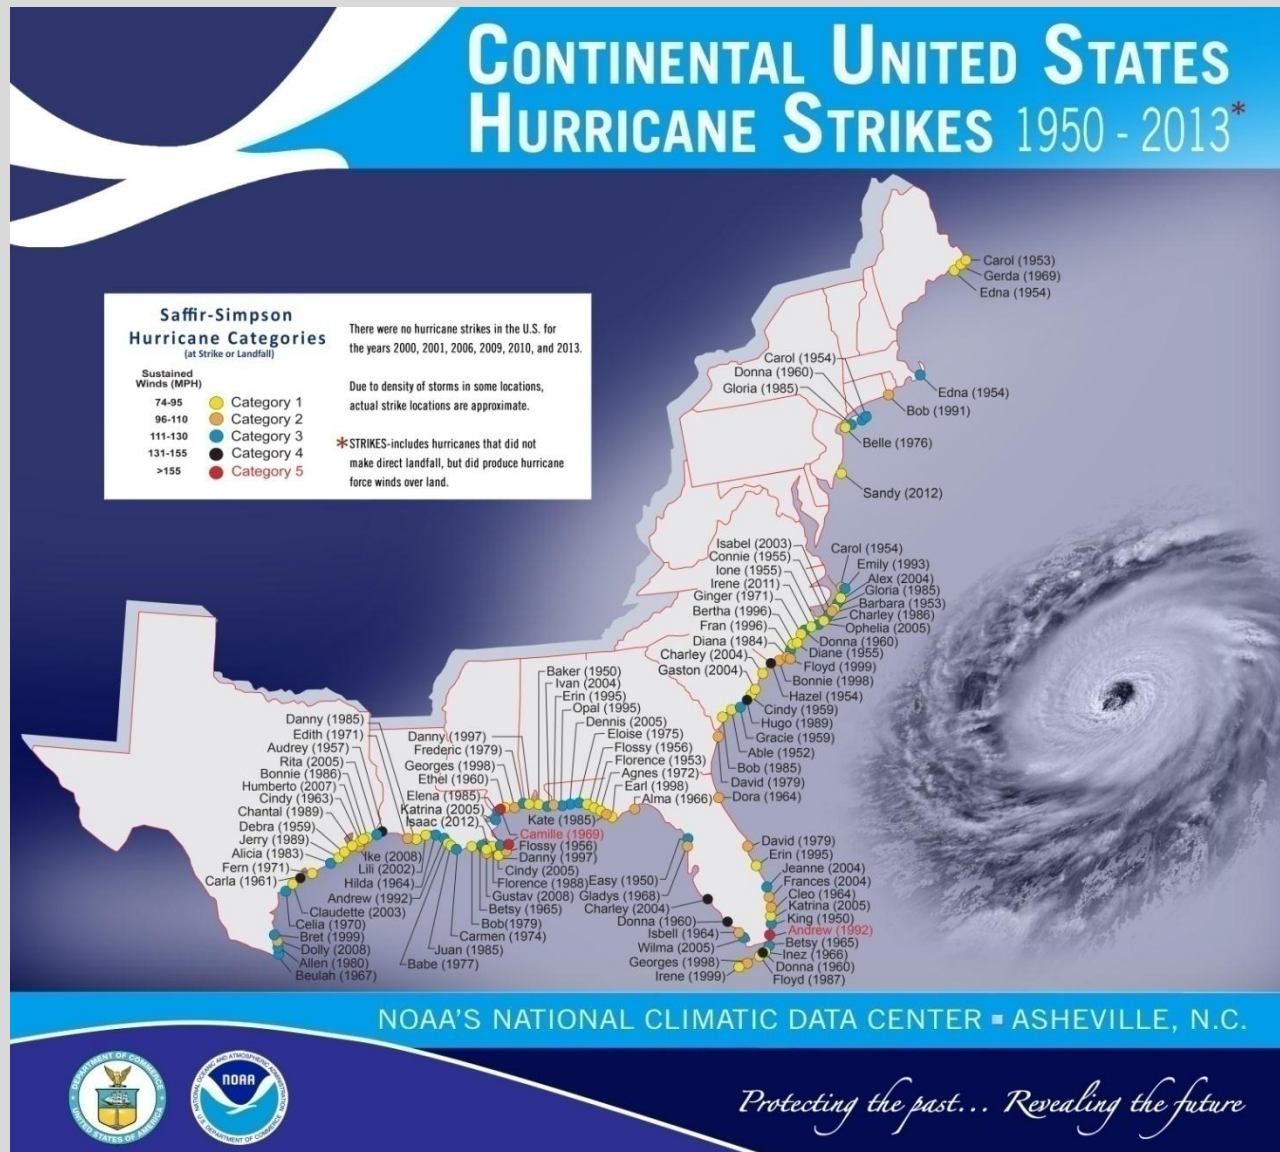 CONTINENTAL UNITED STATES
HURRICANE STRIKES 1950 - 2013*
Saffir-Simpson
Hurricane Categories
(at Strike or Landfall)
Sustained
Winds (MPH)
74-95 Category 1
96-110 Category 2
111-130 Category 3
131-155 Category 4
>155 Category 5
There were no hurricane strikes in the U.S. for
the years 2000, 2001, 2006, 2009, 2010, and 2013.
Due to density of storms in some locations,
actual strike locations are approximate.
*STRIKES-includes hurricanes that did not
make direct landfall, but did produce hurricane
force winds over land.
Carol (1953)
Gerda (1969)
Edna (1954)
Carol (1954)
Donna (1960)
Gloria (1985)
Edna (1954)
Bob (1991)
Belle (1976)
Sandy (2012)
Isabel (2003)
Connie (1955)
Ione (1955)
Irene (2011)
Ginger (1971)
Bertha (1996)
Fran (1996)
Diana (1984)
Charley (2004)
Gaston (2004)
Carol (1954)
Emily (1993)
Alex (2004)
Gloria (1985)
Barbara (1953)
Charley (1986)
Ophelia (2005)
Donna (1960)
Diane (1955)
Floyd (1999)
Bonnie (1998)
Hazel (1954)
Cindy (1959)
Hugo (1989)
Gracie (1959)
Able (1952)
Bob (1985)
David (1979)
Dora (1964)
Baker (1950)
Ivan (2004)
Erin (1995)
Opal (1995)
Dennis (2005)
Eloise (1975)
Flossy (1956)
Florence (1953)
Agnes (1972)
Earl (1998)
Alma (1966)
Danny (1985)
Edith (1971)
Audrey (1957)
Rita (2005)
Bonnie (1986)
Humberto (2007)
Cindy (1963)
Chantal (1989)
Debra (1959)
Jerry (1989)
Alicia (1983)
Fern (1971)
Carla (1961)
Danny (1997)
Frederic (1979)
Georges (1998)
Ethel (1960)
Elena (1985)
Katrina (2005)
Isaac (2012)
Kate (1985)
Camille (1969)
Flossy (1956)
Danny (1997)
Cindy (2005)
Florence (1988)
Gustav (2008)
Betsy (1965)
Bob(1979)
Carmen (1974)
Juan (1985)
Babe (1977)
Ike (2008)
Lili (2002)
Hilda (1964)
Andrew (1992)
Claudette (2003)
Celia (1970)
Bret (1999)
Dolly (2008)
Allen (1980)
Beulah (1967)
Easy (1950)
Gladys (1968)
Charley (2004)
Donna (1960)
Isbell (1964)
Wilma (2005)
Georges (1998)
Irene (1999)
David (1979)
Erin (1995)
Jeanne (2004)
Frances (2004)
Cleo (1964)
Katrina (2005)
King (1950)
Andrew (1992)
Betsy (1965)
Inez (1966)
Donna (1960)
Floyd (1987)
NOAA'S NATIONAL CLIMATIC DATA CENTER ▪ ASHEVILLE, N.C.
DEPARTMENT OF COMMERCE
UNITED STATES OF AMERICA
NATIONAL OCEANIC AND ATMOSPHERIC ADMINISTRATION
NOAA
U.S. DEPARTMENT OF COMMERCE
Protecting the past... Revealing the future